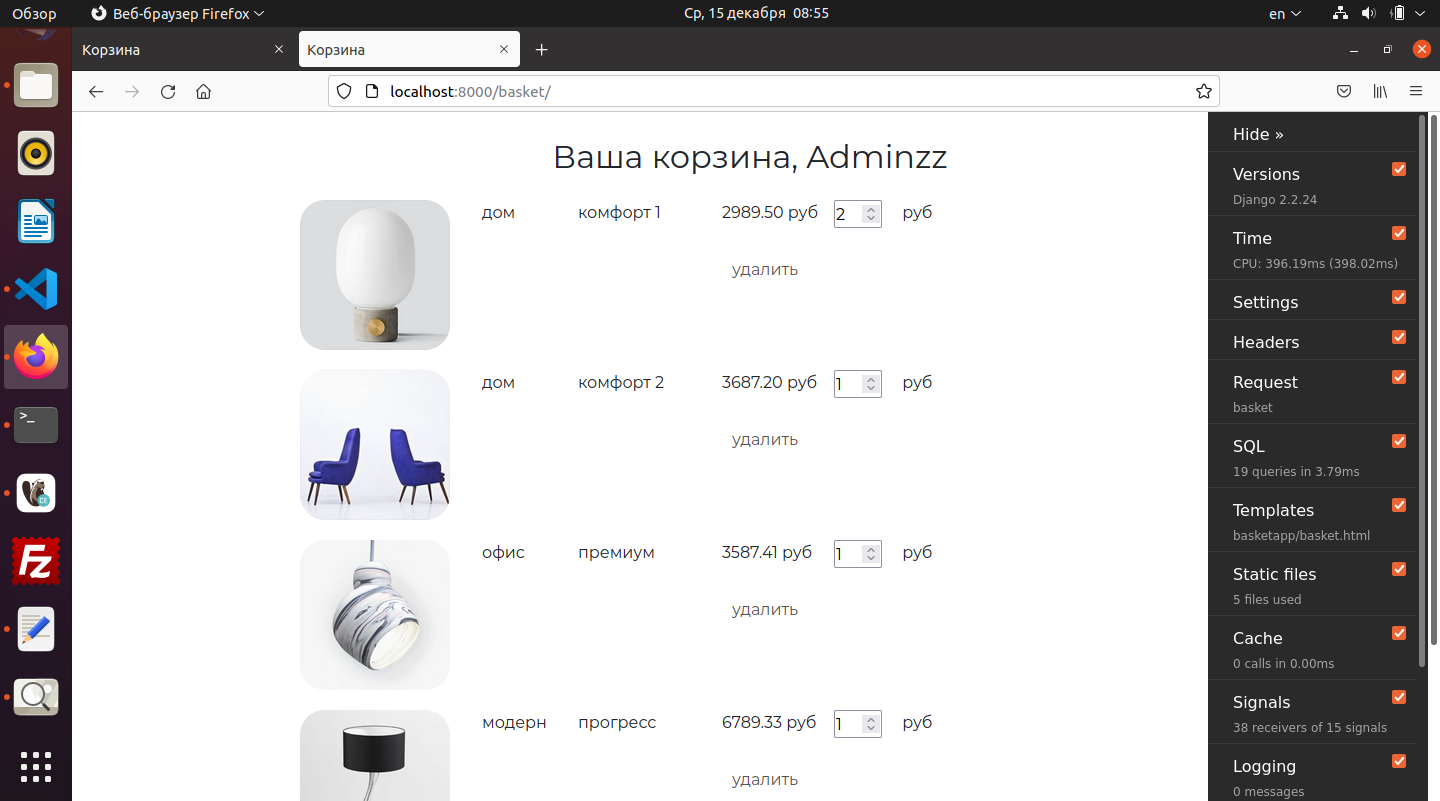 Обзор Веб-браузер Firefox Ср, 15 декабря 08:55 en
Корзина Корзина
localhost:8000/basket/
Ваша корзина, Adminzz
дом комфорт 1 2989.50 руб 2 руб
удалить
дом комфорт 2 3687.20 руб 1 руб
удалить
офис премиум 3587.41 руб 1 руб
удалить
модерн прогресс 6789.33 руб 1 руб
удалить
Hide »
Versions
Django 2.2.24
Time
CPU: 396.19ms (398.02ms)
Settings
Headers
Request
basket
SQL
19 queries in 3.79ms
Templates
basketapp/basket.html
Static files
5 files used
Cache
0 calls in 0.00ms
Signals
38 receivers of 15 signals
Logging
0 messages
>_
CE
Fz